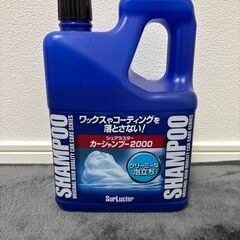 ワックスやコーティングを
落とさない!
シュアラスター
カーシャンプー2000
クリーミーな
泡立ち
SurLuster
SHAMPOO
SHAMPOO